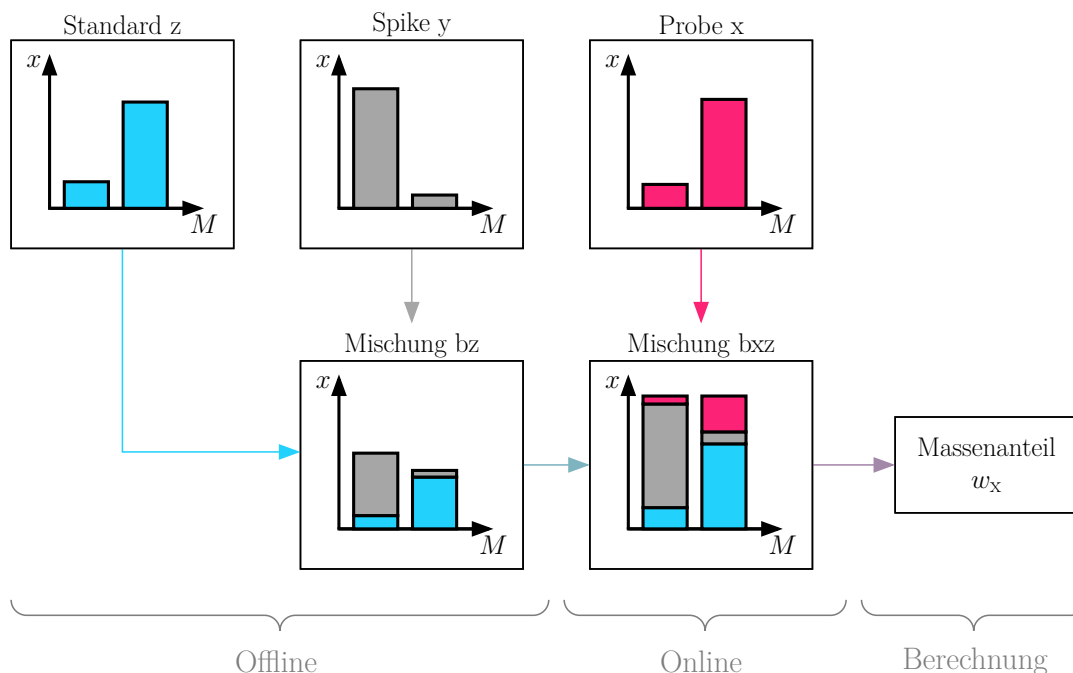 Standard z
Spike y
Probe x
x
M
x
M
x
M
Mischung bz
Mischung bxz
x
M
x
M
Massenanteil
wx
Offline
Online
Berechnung